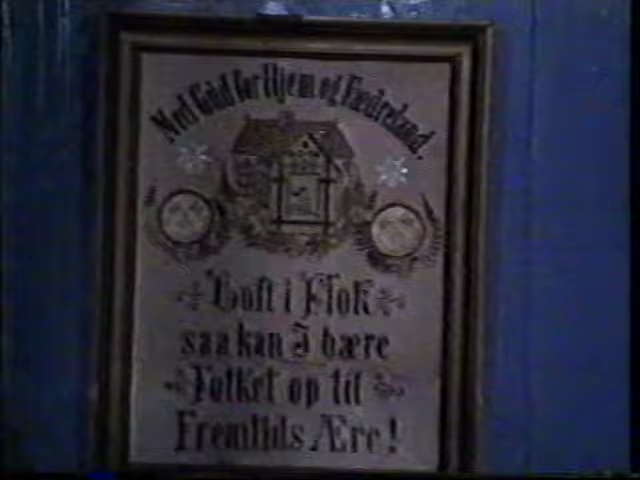 Med Gud for Hjem og Fædreland.
Løft i Flok
saa kan I bære
Folket op til
Fremtids Ære!